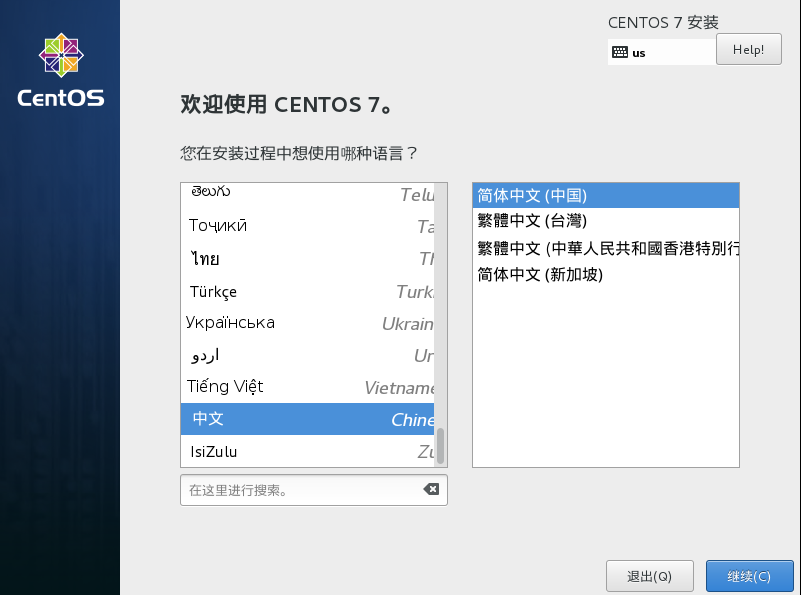 CentOS
CENTOS 7 安装
us
Help!
欢迎使用 CENTOS 7。
您在安装过程中想使用哪种语言？
తెలుగు Telu
Тоҷикӣ Ta
ไทย Th
Türkçe Turk
Українська Ukrain
اردو Ur
Tiếng Việt Vietname
中文 Chine
IsiZulu Zu
在这里进行搜索。
简体中文 (中国)
繁體中文 (台灣)
繁體中文 (中華人民共和國香港特別行
简体中文 (新加坡)
退出(Q)
继续(C)